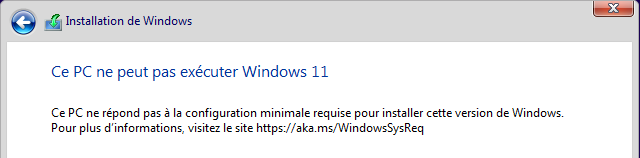 Installation de Windows
Ce PC ne peut pas exécuter Windows 11
Ce PC ne répond pas à la configuration minimale requise pour installer cette version de Windows.
Pour plus d'informations, visitez le site https://aka.ms/WindowsSysReq